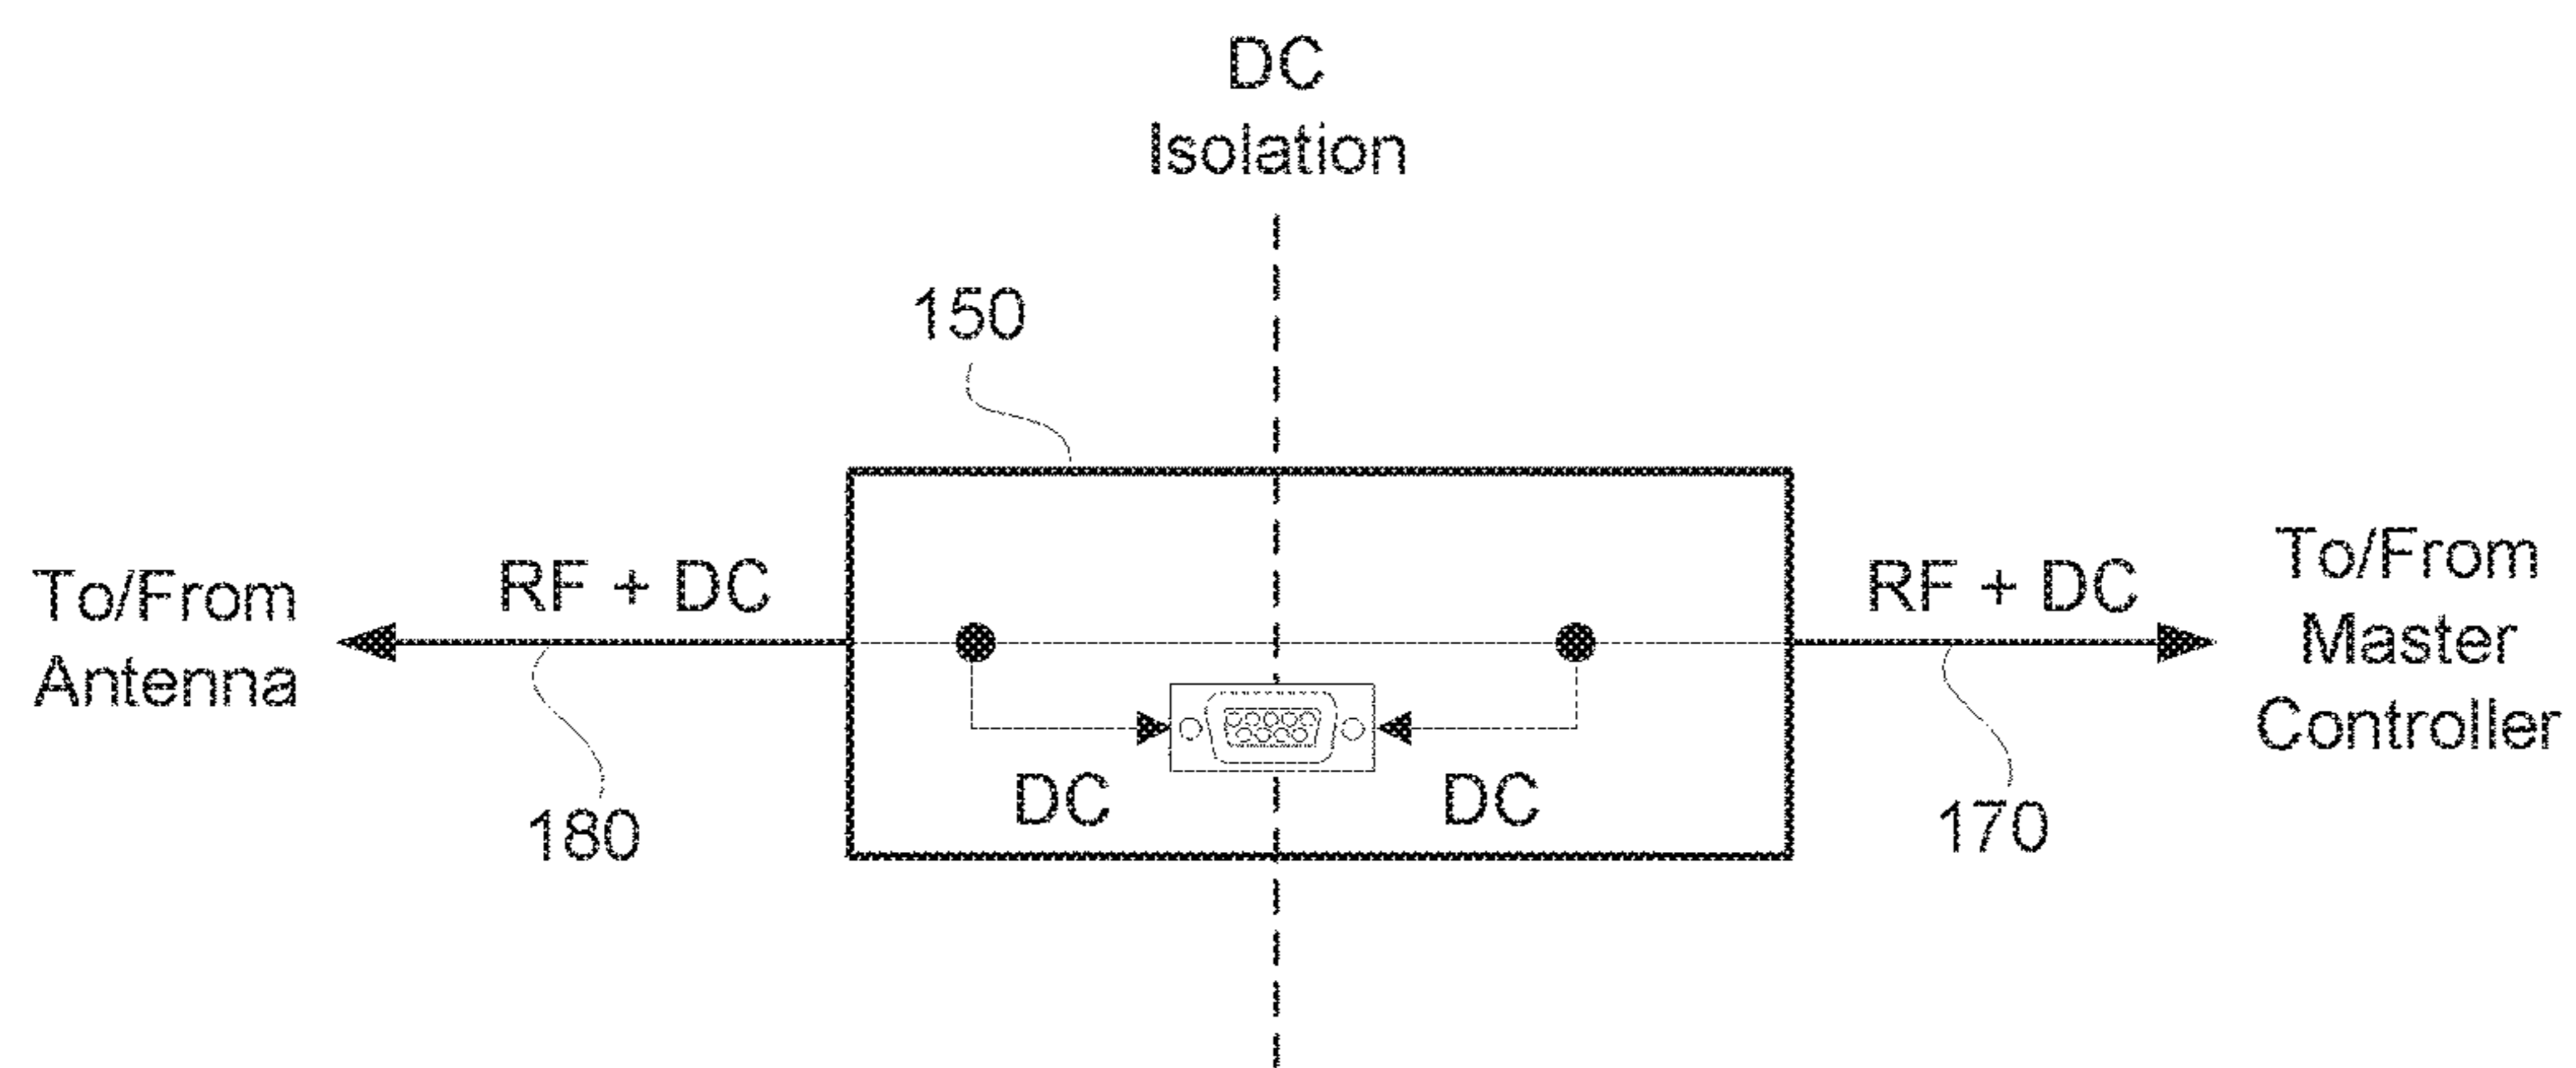 DC
Isolation
150
To/From
Antenna
RF + DC
180
DC
DC
RF + DC
170
To/From
Master
Controller